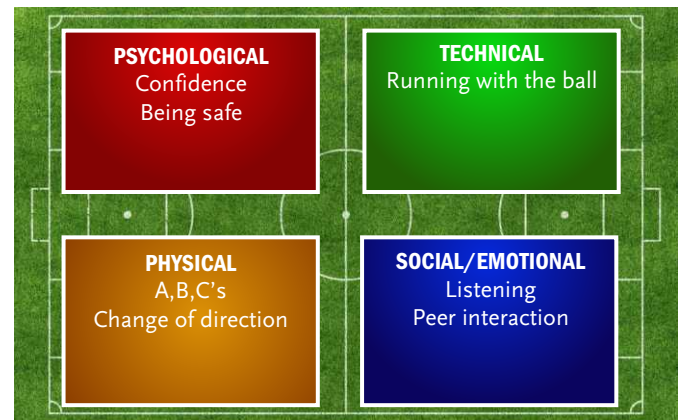 PSYCHOLOGICAL
Confidence
Being safe
TECHNICAL
Running with the ball
PHYSICAL
A,B,C's
Change of direction
SOCIAL/EMOTIONAL
Listening
Peer interaction